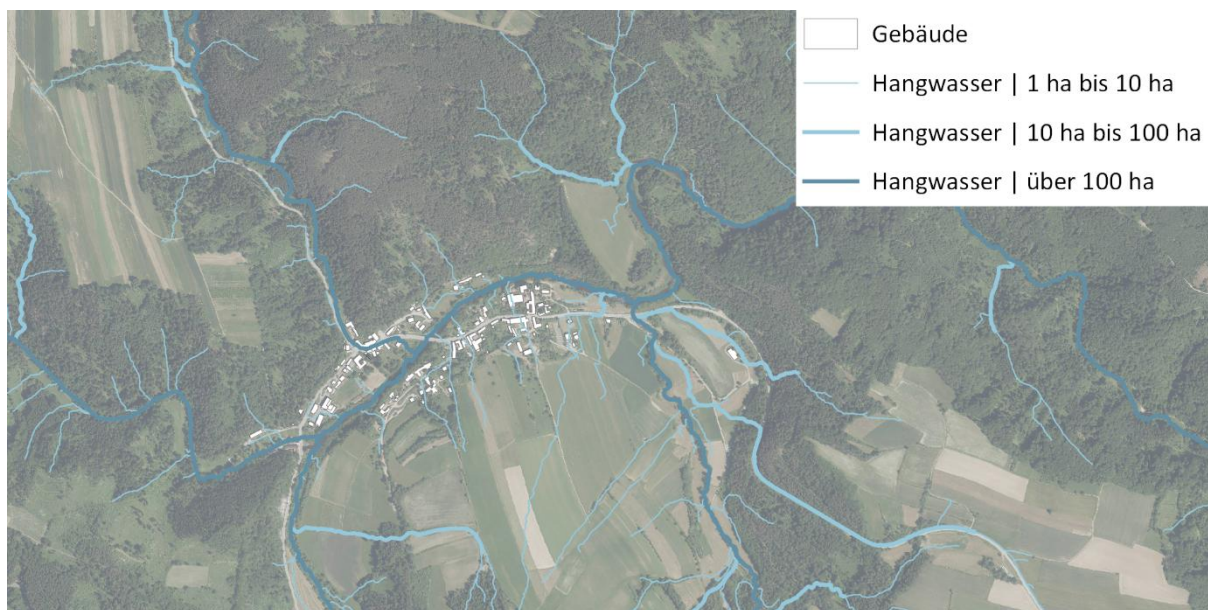 Gebäude
Hangwasser | 1 ha bis 10 ha
Hangwasser | 10 ha bis 100 ha
Hangwasser | über 100 ha